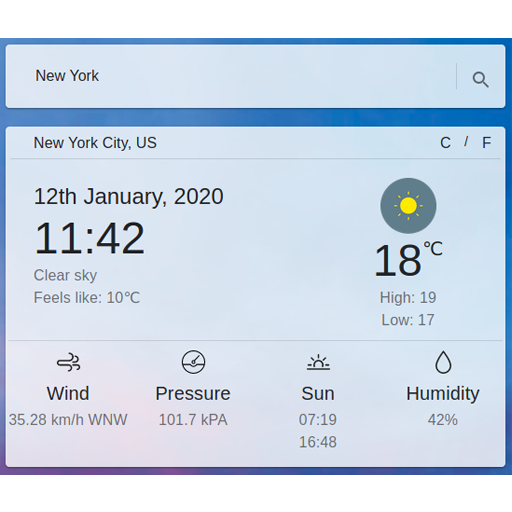 New York
New York City, US
C / F
12th January, 2020
11:42
Clear sky
Feels like: 10℃
18℃
High: 19
Low: 17
Wind
35.28 km/h WNW
Pressure
101.7 kPA
Sun
07:19
16:48
Humidity
42%